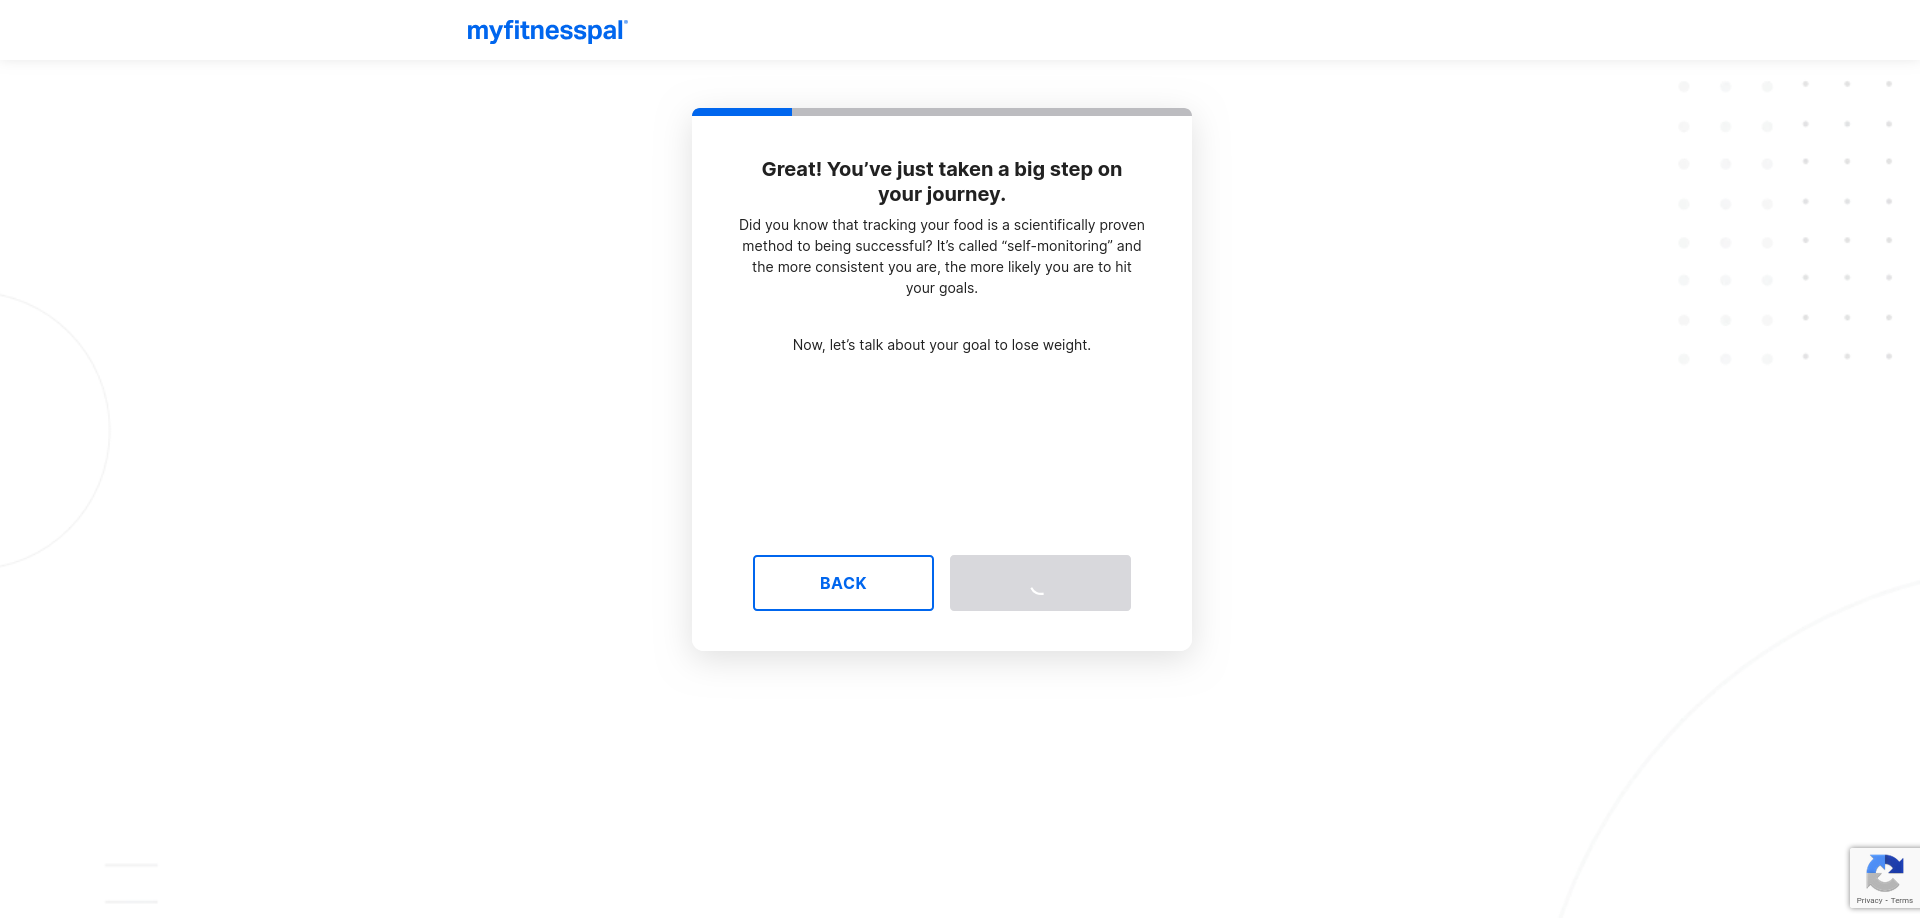 myfitnesspal®
Great! You’ve just taken a big step on
your journey.
Did you know that tracking your food is a scientifically proven
method to being successful? It’s called “self-monitoring” and
the more consistent you are, the more likely you are to hit
your goals.
Now, let’s talk about your goal to lose weight.
BACK
Privacy - Terms